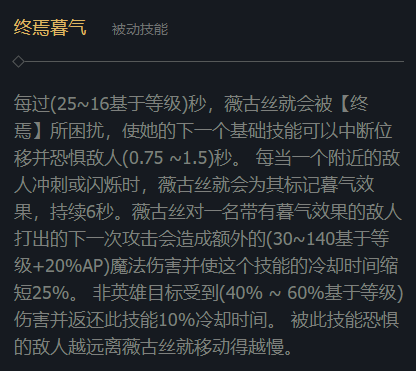 终焉暮气 被动技能
每过(25~16基于等级)秒，薇古丝就会被【终
焉】所困扰，使她的下一个基础技能可以中断位
移并恐惧敌人(0.75 ~1.5)秒。 每当一个附近的敌
人冲刺或闪烁时，薇古丝就会为其标记暮气效
果，持续6秒。薇古丝对一名带有暮气效果的敌人
打出的下一次攻击会造成额外的(30~140基于等
级+20%AP)魔法伤害并使这个技能的冷却时间缩
短25%。 非英雄目标受到(40% ~ 60%基于等级)
伤害并返还此技能10%冷却时间。 被此技能恐惧
的敌人越远离薇古丝就移动得越慢。